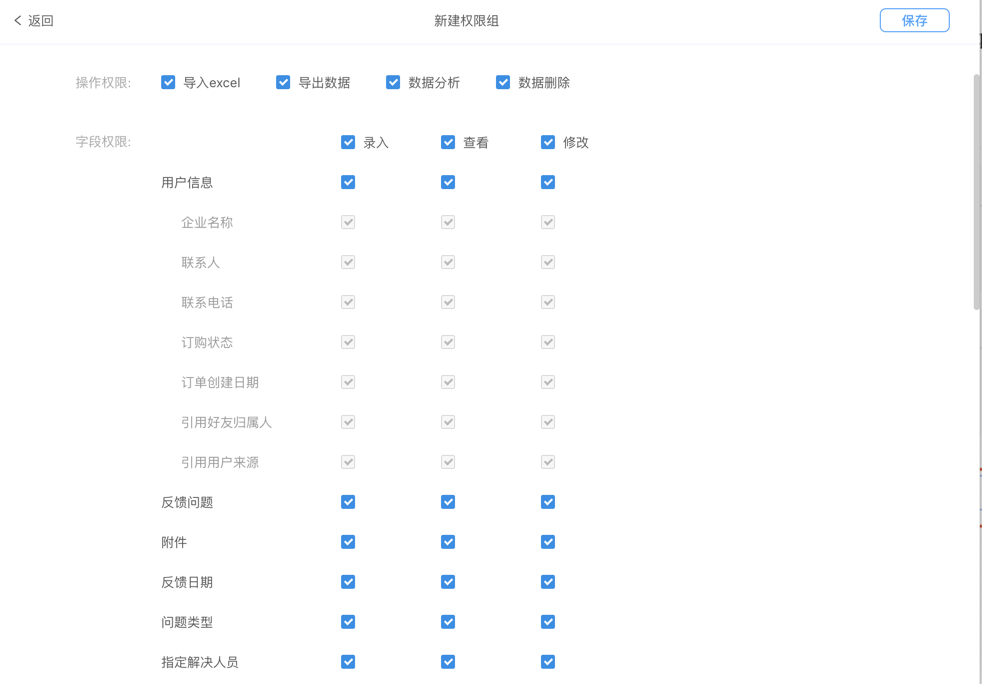 返回 新建权限组 保存
操作权限: 导入excel 导出数据 数据分析 数据删除
字段权限: 录入 查看 修改
用户信息
企业名称
联系人
联系电话
订购状态
订单创建日期
引用好友归属人
引用用户来源
反馈问题
附件
反馈日期
问题类型
指定解决人员